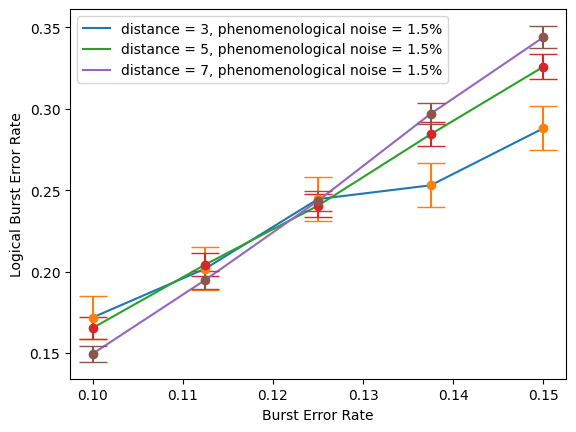 distance = 3, phenomenological noise = 1.5%
distance = 5, phenomenological noise = 1.5%
distance = 7, phenomenological noise = 1.5%
0.35
0.30
0.25
0.20
0.15
Logical Burst Error Rate
0.10 0.11 0.12 0.13 0.14 0.15
Burst Error Rate